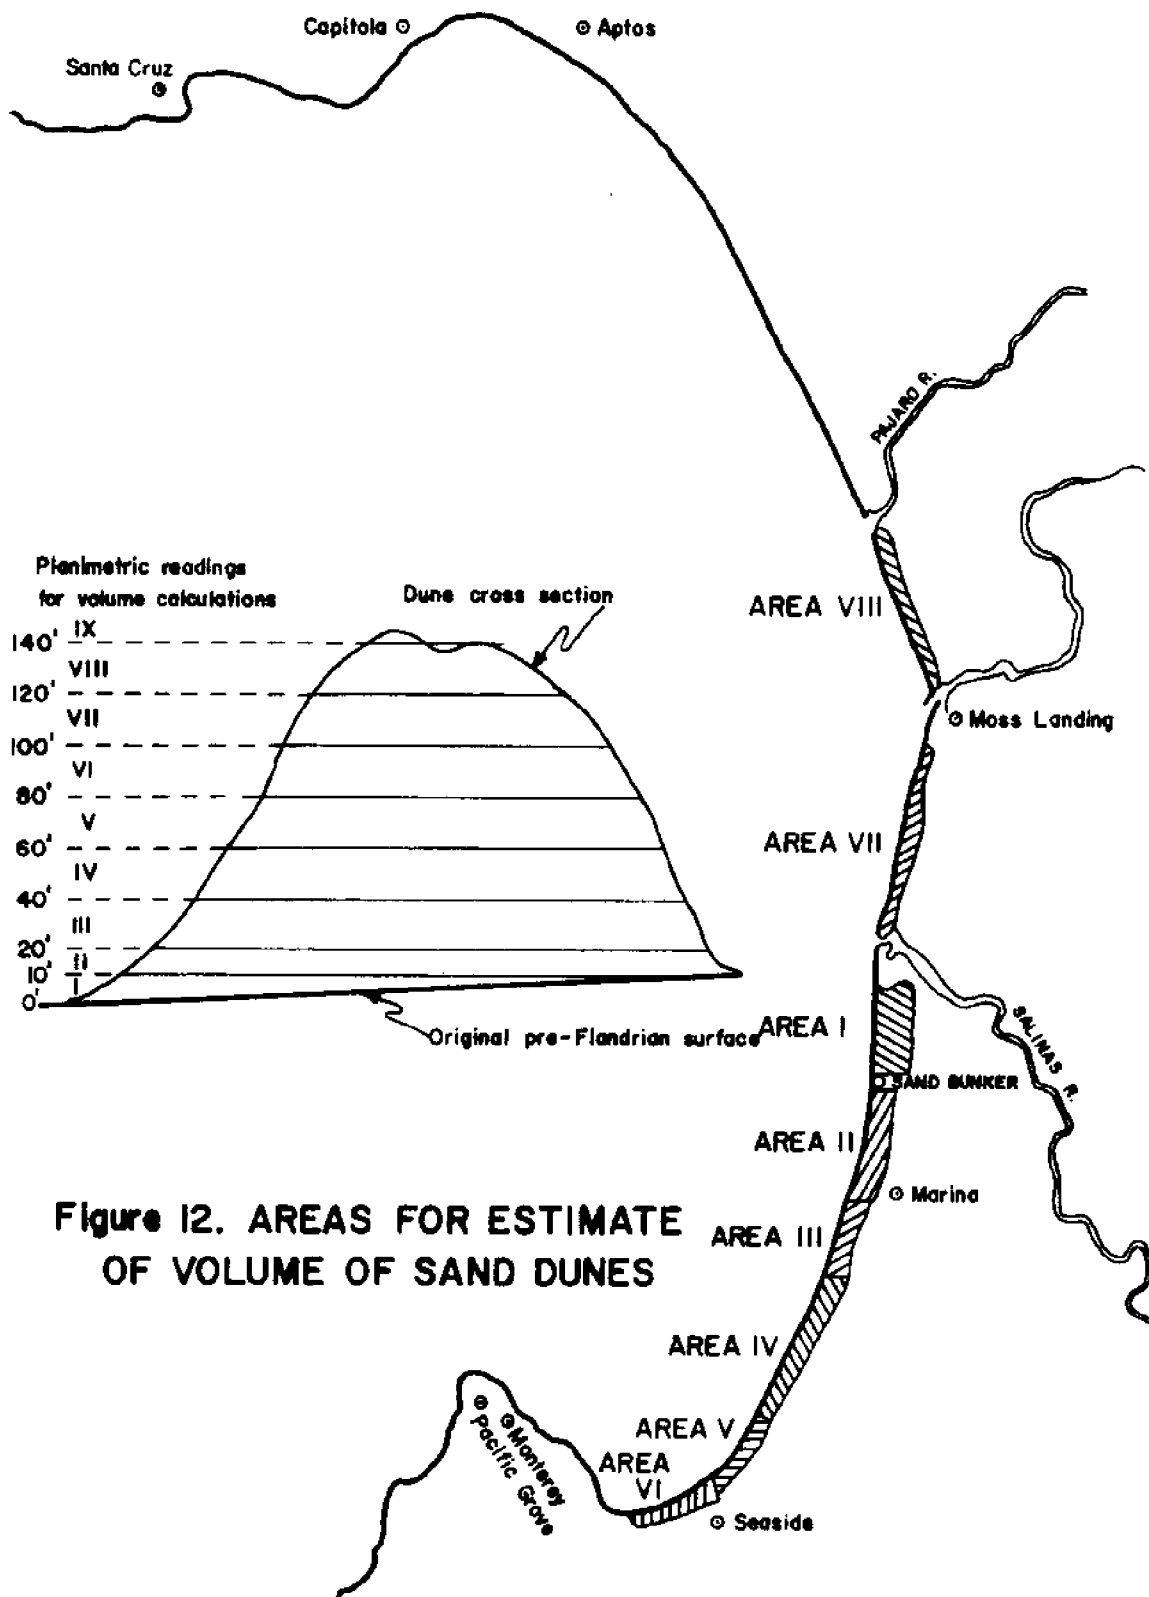 Capitola
Aptos
Santa Cruz
PAJARO R.
Planimetric readings
for volume calculations
Dune cross section
AREA VIII
IX
140'
VIII
120'
VII
100'
VI
80'
V
60'
IV
40'
III
20'
II
10'
I
0'
Moss Landing
AREA VII
Original pre-Flandrian surface
AREA I
SALINAS R.
SAND BUNKER
AREA II
Marina
Figure 12. AREAS FOR ESTIMATE
OF VOLUME OF SAND DUNES
AREA III
AREA IV
AREA V
AREA
VI
Monterey
Pacific Grove
Seaside